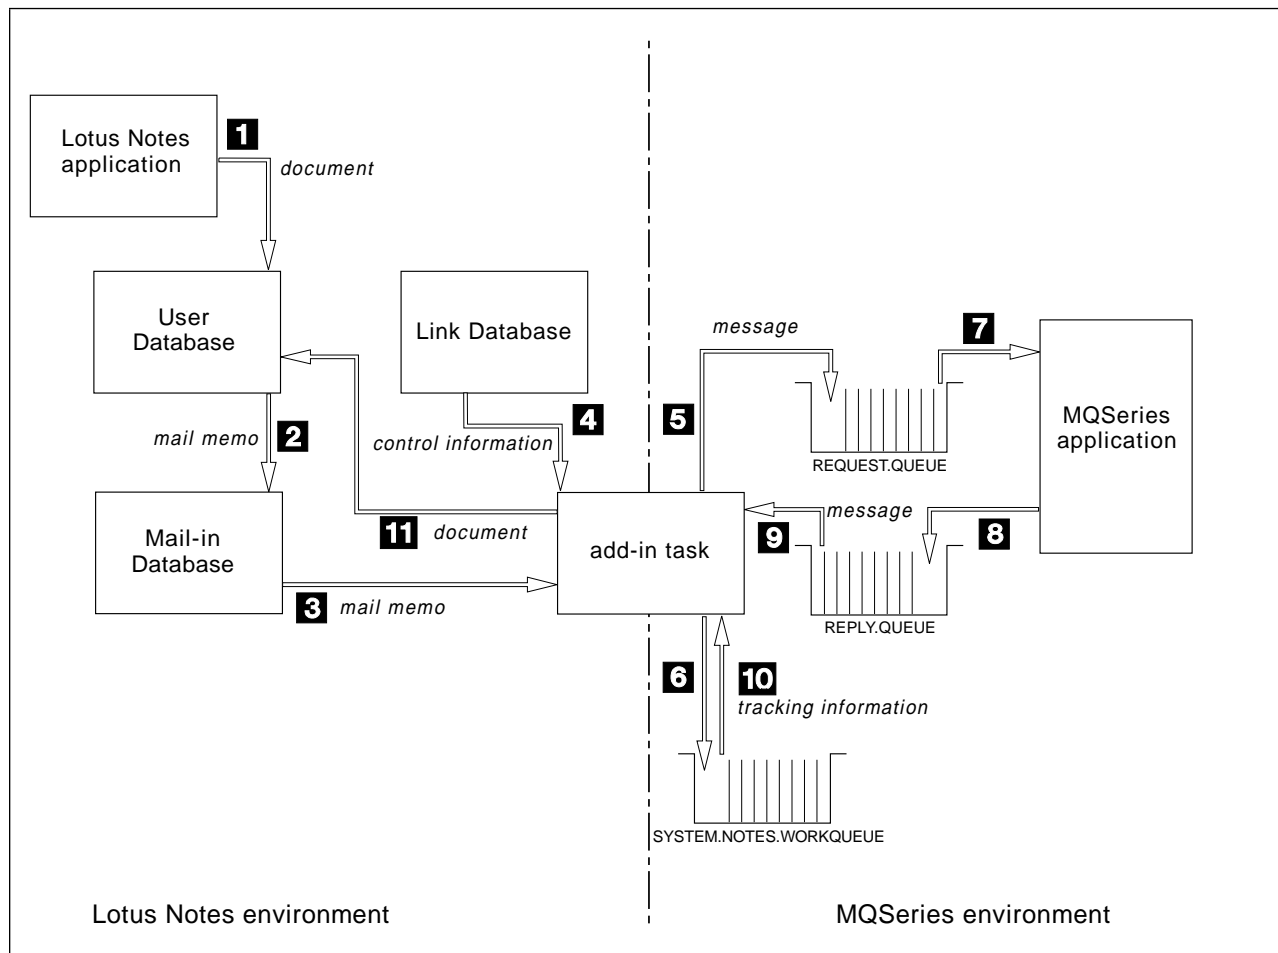 1
Lotus Notes
application
document
User
Database
Link Database
message
7
MQSeries
application
mail memo
2
control information
4
5
REQUEST.QUEUE
Mail-in
Database
11
document
add-in task
9
message
8
3
mail memo
REPLY.QUEUE
6
10
tracking information
SYSTEM.NOTES.WORKQUEUE
Lotus Notes environment
MQSeries environment